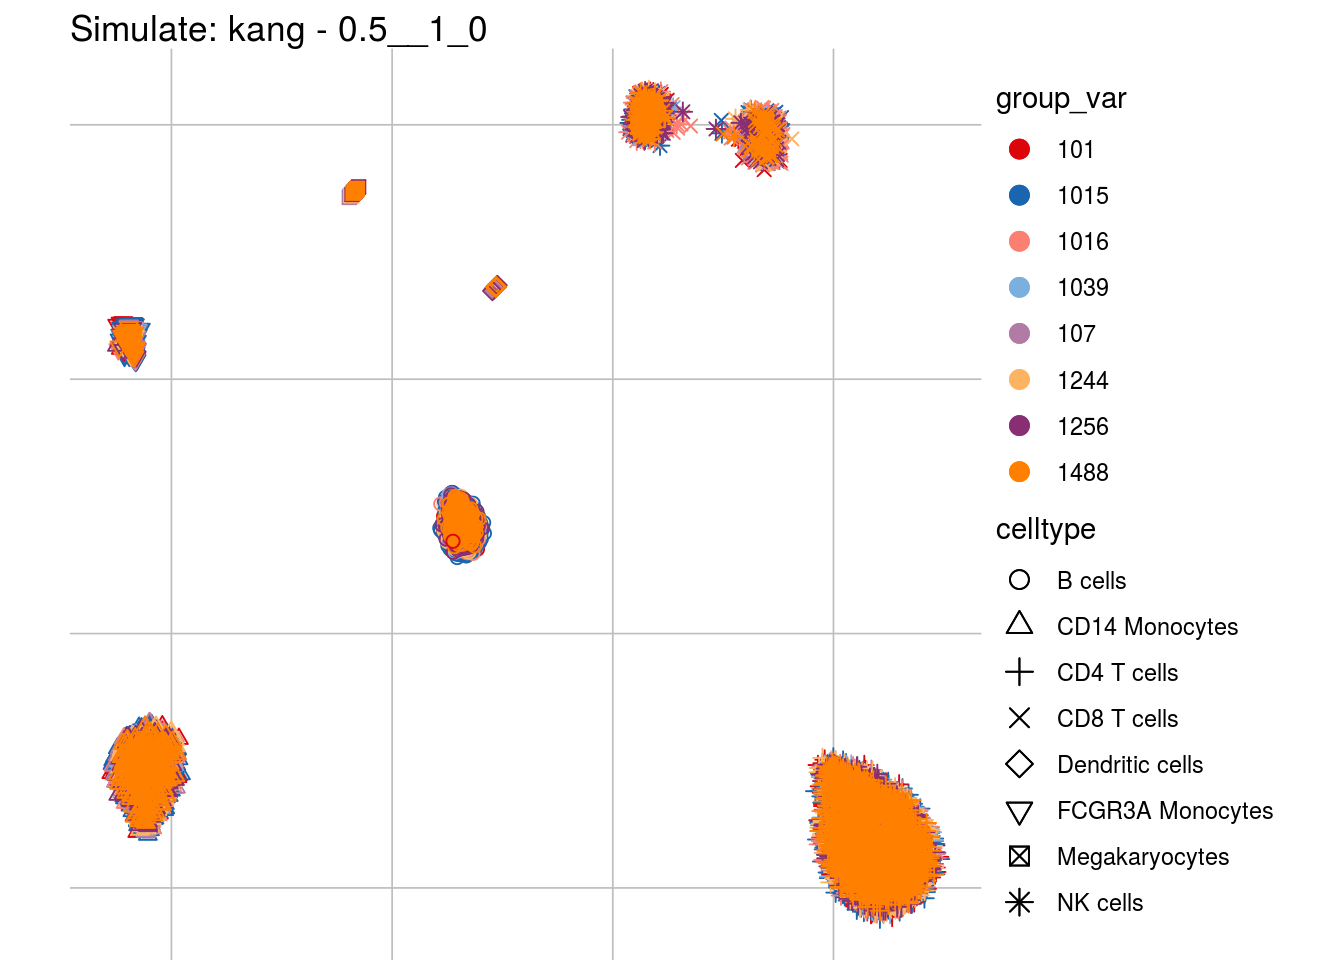 Simulate: kang - 0.5__1_0
group_var
101
1015
1016
1039
107
1244
1256
1488
celltype
B cells
CD14 Monocytes
CD4 T cells
CD8 T cells
Dendritic cells
FCGR3A Monocytes
Megakaryocytes
NK cells